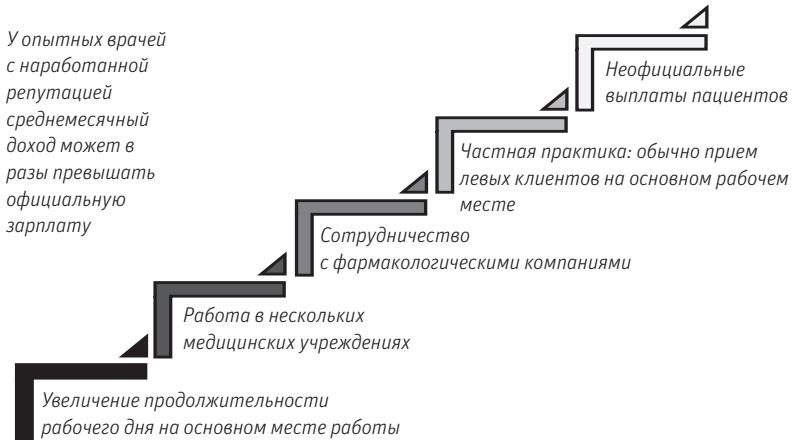 У опытных врачей
с наработанной
репутацией
среднемесячный
доход может в
разы превышать
официальную
зарплату
Неофициальные
выплаты пациентов
Частная практика: обычно прием
левых клиентов на основном рабочем
месте
Сотрудничество
с фармакологическими компаниями
Работа в нескольких
медицинских учреждениях
Увеличение продолжительности
рабочего дня на основном месте работы